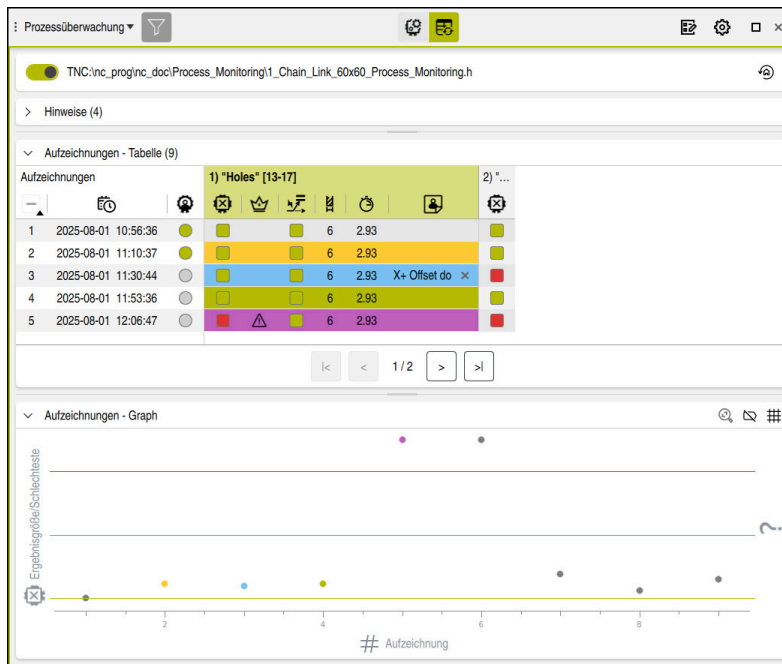 Prozessüberwachung
TNC:\nc_prog\nc_doc\Process_Monitoring\1_Chain_Link_60x60_Process_Monitoring.h
Hinweise (4)
Aufzeichnungen - Tabelle (9)
Aufzeichnungen 1) "Holes" [13-17] 2) "...
1 2025-08-01 10:56:36 6 2.93
2 2025-08-01 11:10:37 6 2.93
3 2025-08-01 11:30:44 6 2.93 X+ Offset do
4 2025-08-01 11:53:36 6 2.93
5 2025-08-01 12:06:47 6 2.93
1 / 2
Aufzeichnungen - Graph
Ergebnisgröße/Schlechteste
?
2 4 6 8
# Aufzeichnung